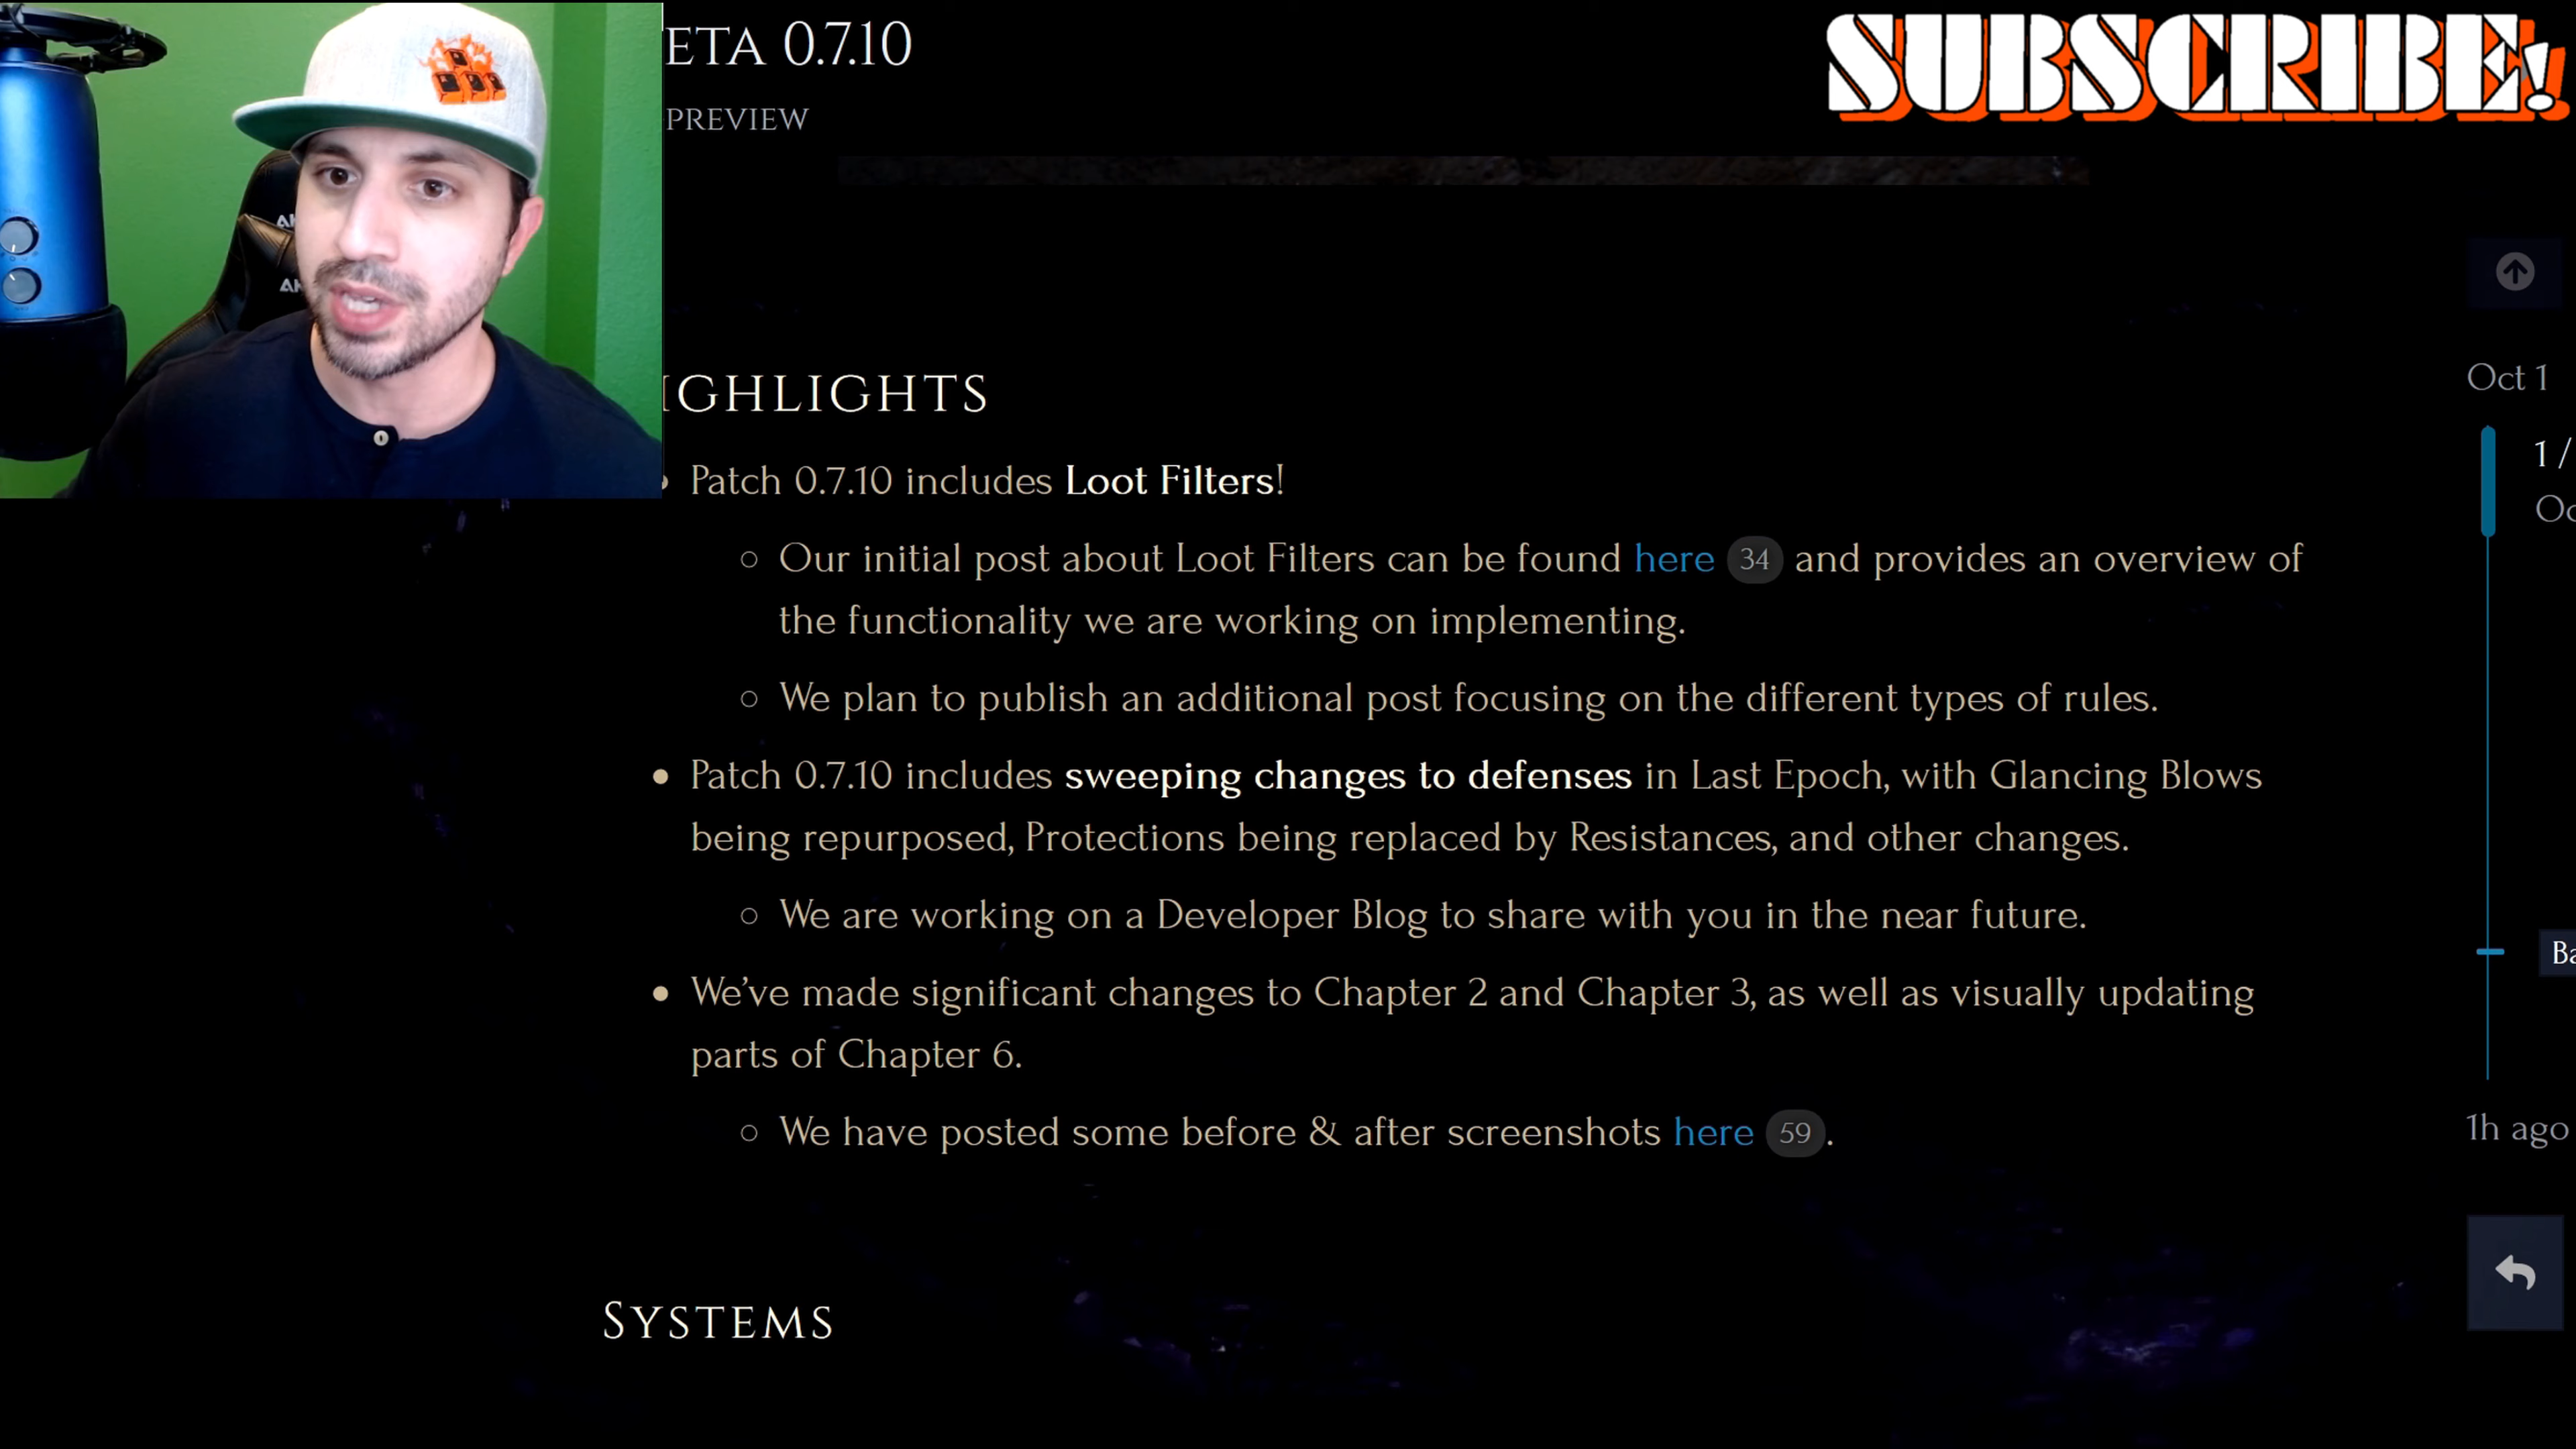 ETA 0.7.10
SUBSCRIBE!
PREVIEW
IGHLIGHTS
Oct 1
• Patch 0.7.10 includes Loot Filters!
1 /
○ Our initial post about Loot Filters can be found here 34 and provides an overview of
the functionality we are working on implementing.
○ We plan to publish an additional post focusing on the different types of rules.
• Patch 0.7.10 includes sweeping changes to defenses in Last Epoch, with Glancing Blows
being repurposed, Protections being replaced by Resistances, and other changes.
○ We are working on a Developer Blog to share with you in the near future.
Ba
• We've made significant changes to Chapter 2 and Chapter 3, as well as visually updating
parts of Chapter 6.
○ We have posted some before & after screenshots here 59.
1h ago
SYSTEMS